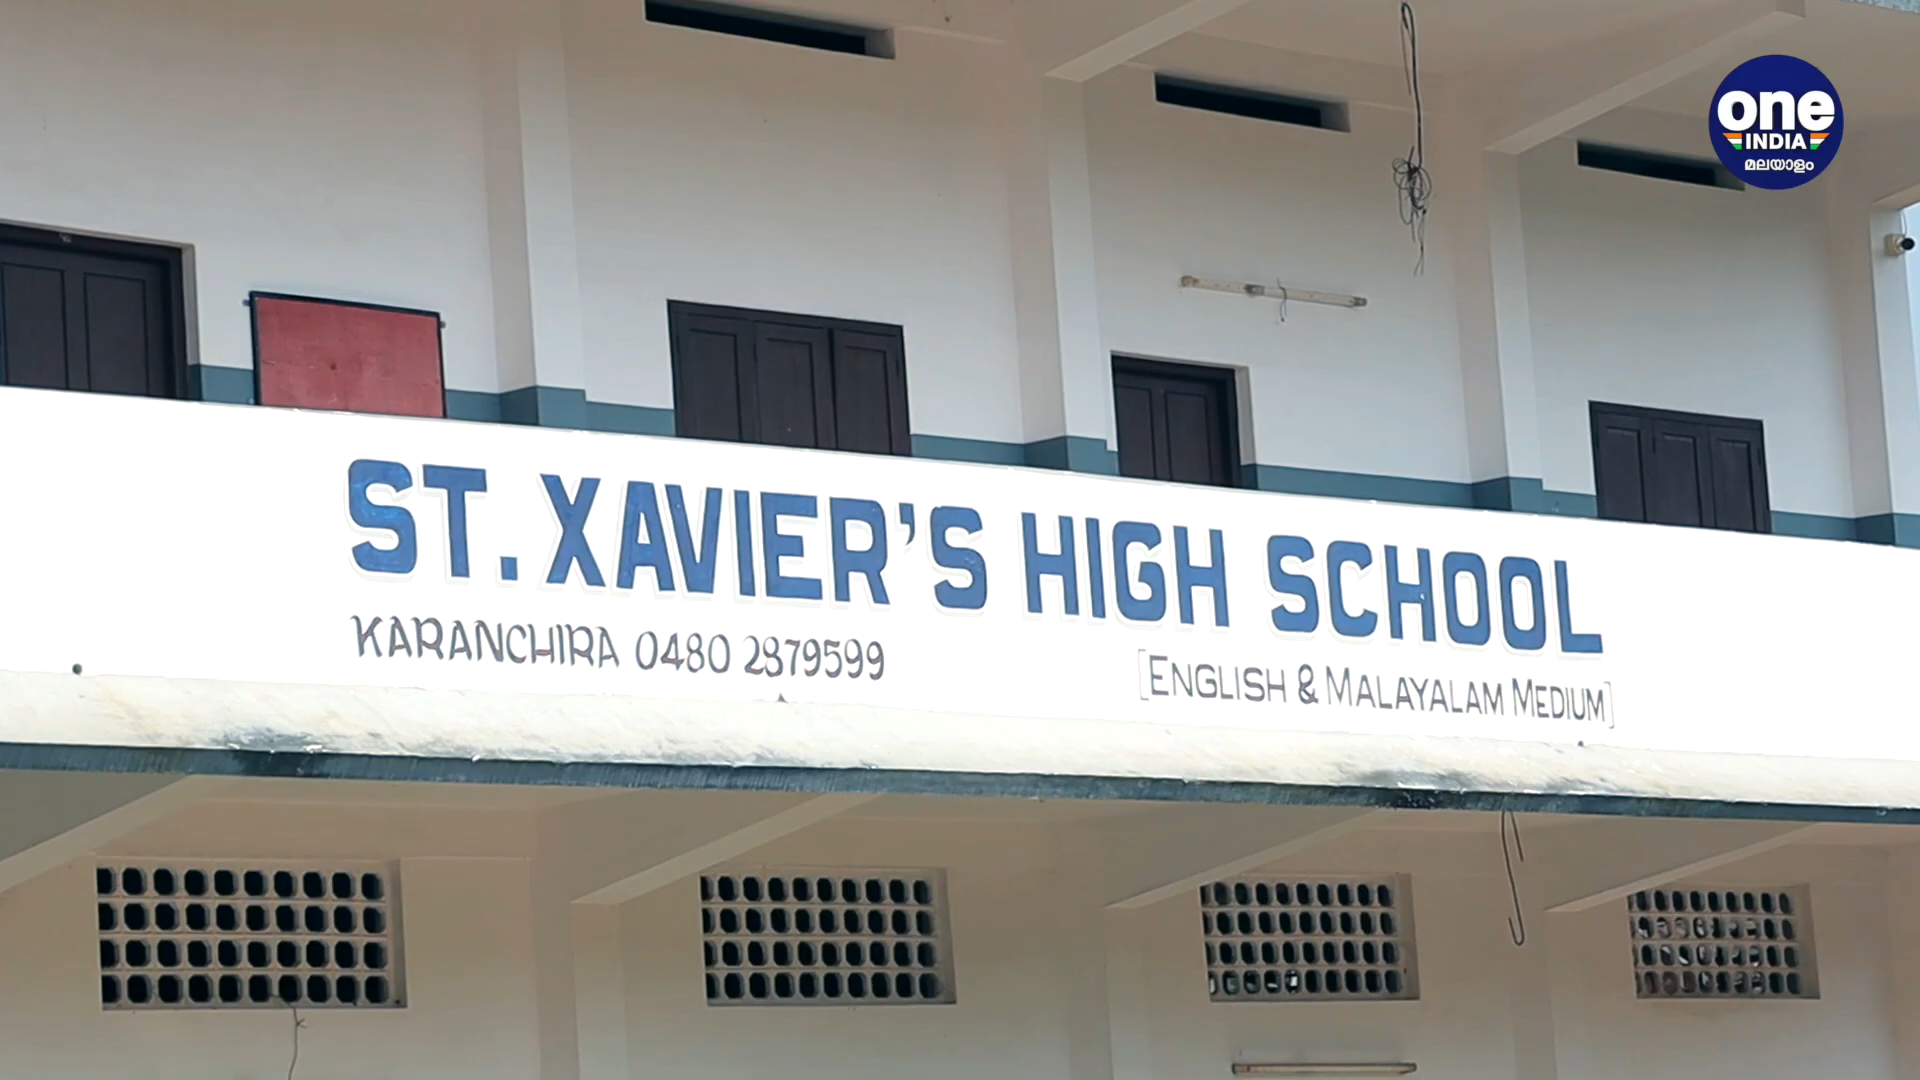 one
INDIA
മലയാളം
ST. XAVIER'S HIGH SCHOOL
KARANCHIRA 0480 2879599
[ENGLISH & MALAYALAM MEDIUM]